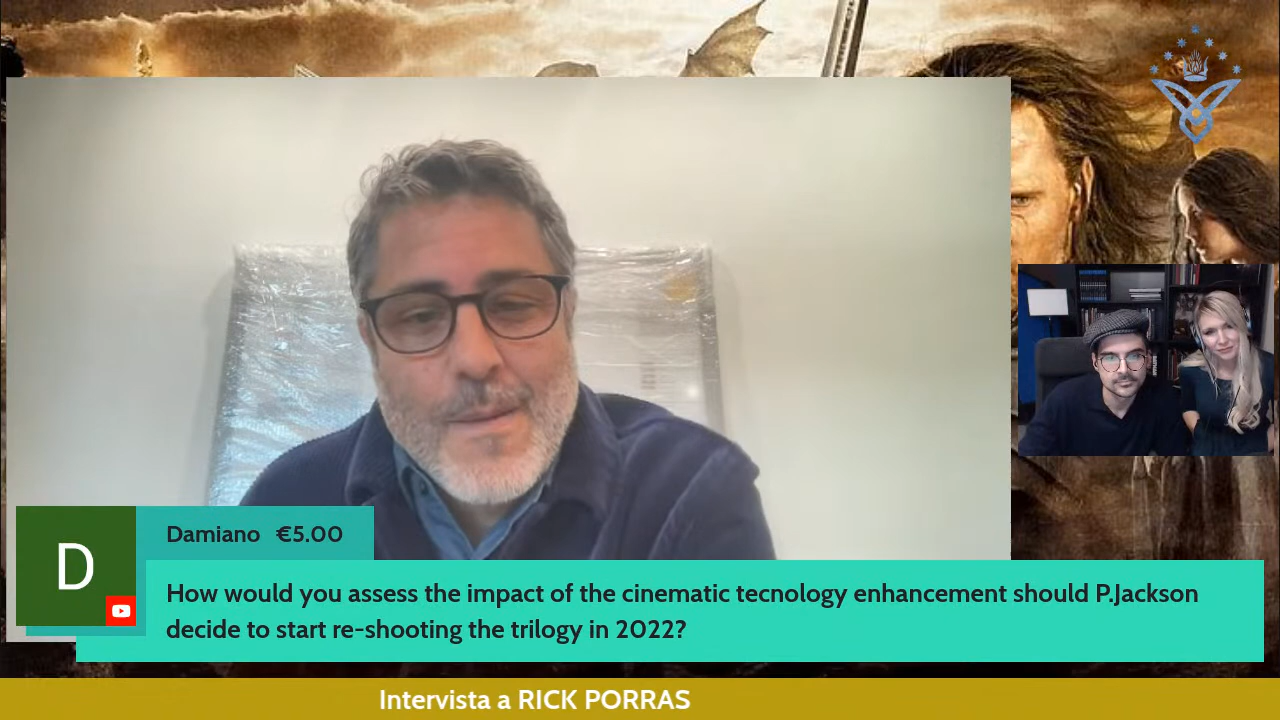 Damiano €5.00
D
How would you assess the impact of the cinematic tecnology enhancement should P.Jackson
decide to start re-shooting the trilogy in 2022?
Intervista a RICK PORRAS